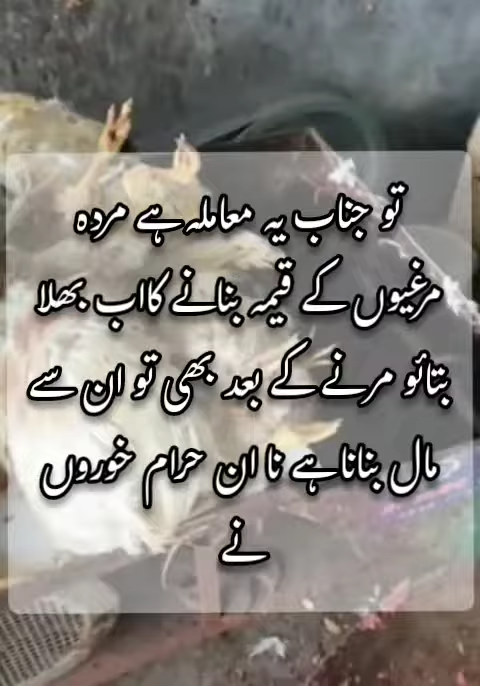 تو جناب یہ معاملہ ہے مردہ
مرغیوں کے قیمہ بنانے کا اب بھلا
بتائو مرنے کے بعد بھی تو ان سے
مال بنانا ہے نا ان حرام خوروں
نے